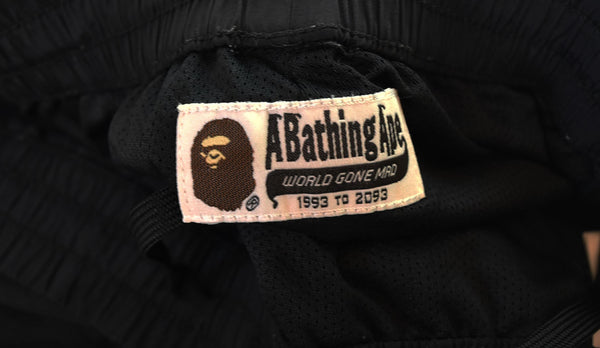 A Bathing Ape
WORLD GONE MAD
1993 TO 2093
®